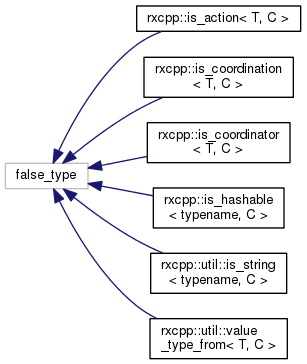 rxcpp::is_action< T, C >
rxcpp::is_coordination
< T, C >
rxcpp::is_coordinator
< T, C >
false_type
rxcpp::is_hashable
< typename, C >
rxcpp::util::is_string
< typename, C >
rxcpp::util::value
_type_from< T, C >